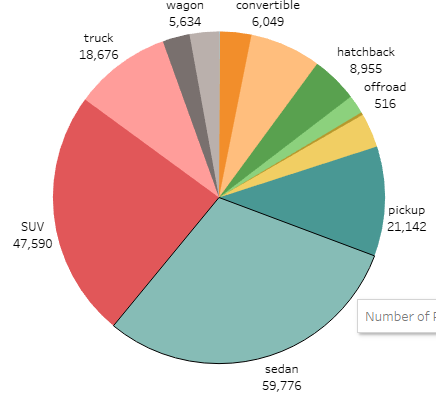 wagon
5,634
convertible
6,049
truck
18,676
hatchback
8,955
offroad
516
pickup
21,142
SUV
47,590
Number of
sedan
59,776